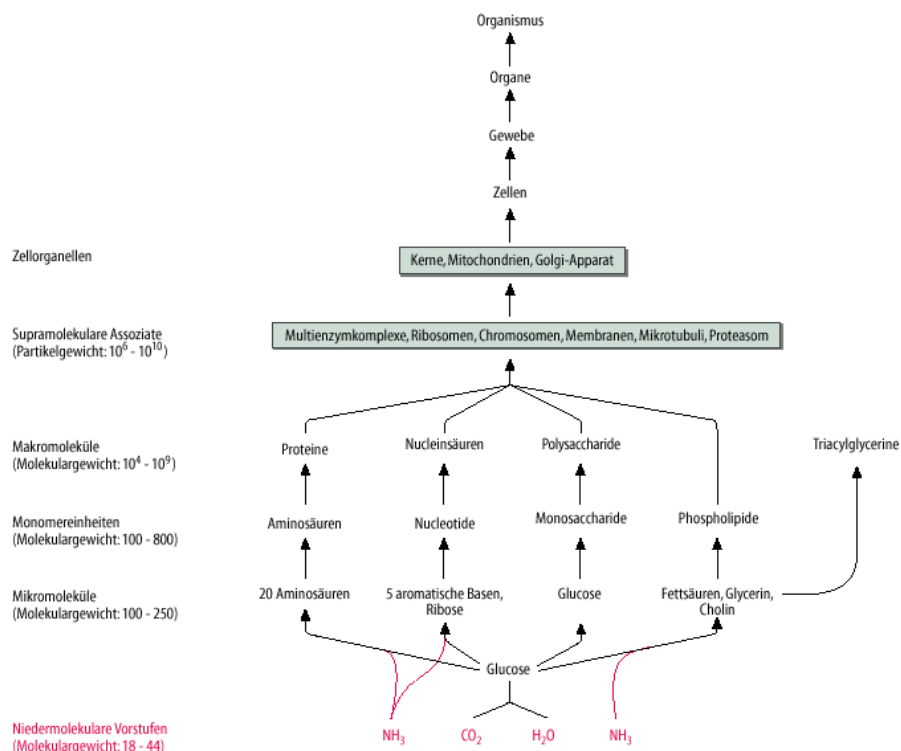 Organismus
Organe
Gewebe
Zellen
Zellorganellen
Kerne, Mitochondrien, Golgi-Apparat
Supramolekulare Assoziate
(Partikelgewicht: 10⁶ - 10¹⁰)
Multienzymkomplexe, Ribosomen, Chromosomen, Membranen, Mikrotubuli, Proteasom
Makromoleküle
(Molekulargewicht: 10⁴ - 10⁹)
Proteine
Nucleinsäuren
Polysaccharide
Triacylglycerine
Monomereinheiten
(Molekulargewicht: 100 - 800)
Aminosäuren
Nucleotide
Monosaccharide
Phospholipide
Mikromoleküle
(Molekulargewicht: 100 - 250)
20 Aminosäuren
5 aromatische Basen,
Ribose
Glucose
Fettsäuren, Glycerin,
Cholin
Glucose
Niedermolekulare Vorstufen
(Molekulargewicht: 18 - 44)
NH₃
CO₂
H₂O
NH₃